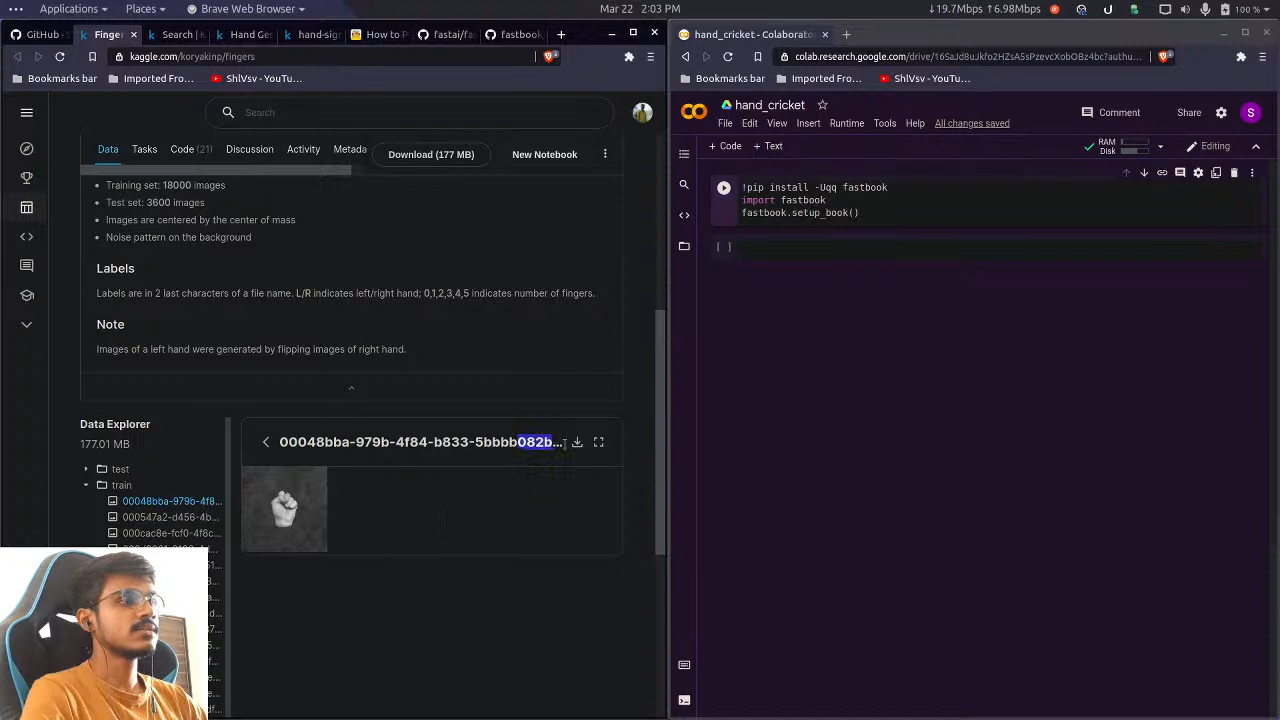 Applications
Places
Brave Web Browser
Mar 22 2:03 PM
↓19.7Mbps ↑6.98Mbps
100 %
GitHub -
Finger
Search |
Hand Ges
hand-sign
How to P
fastai/fas
fastbook
hand_cricket - Colaborato
kaggle.com/koryakinp/fingers
colab.research.google.com/drive/16SaJd8uJkfo2HZsA5sPzevcXobOBz4bc?authu...
Bookmarks bar
Imported Fro...
ShlVsv - YouTu...
Bookmarks bar
Imported Fro...
ShlVsv - YouTu...
Search
hand_cricket
Comment
Share
S
File Edit View Insert Runtime Tools Help All changes saved
Data
Tasks
Code (21)
Discussion
Activity
Metada
Download (177 MB)
New Notebook
+ Code
+ Text
RAM
Disk
Editing
Training set: 18000 images
Test set: 3600 images
Images are centered by the center of mass
Noise pattern on the background
Labels
Labels are in 2 last characters of a file name. L/R indicates left/right hand; 0,1,2,3,4,5 indicates number of fingers.
Note
Images of a left hand were generated by flipping images of right hand.
!pip install -Uqq fastbook
import fastbook
fastbook.setup_book()
[ ]
Data Explorer
177.01 MB
test
train
00048bba-979b-4f8...
000547a2-d456-4b...
000cac8e-fcf0-4f8c...
00048bba-979b-4f84-b833-5bbbb082b...